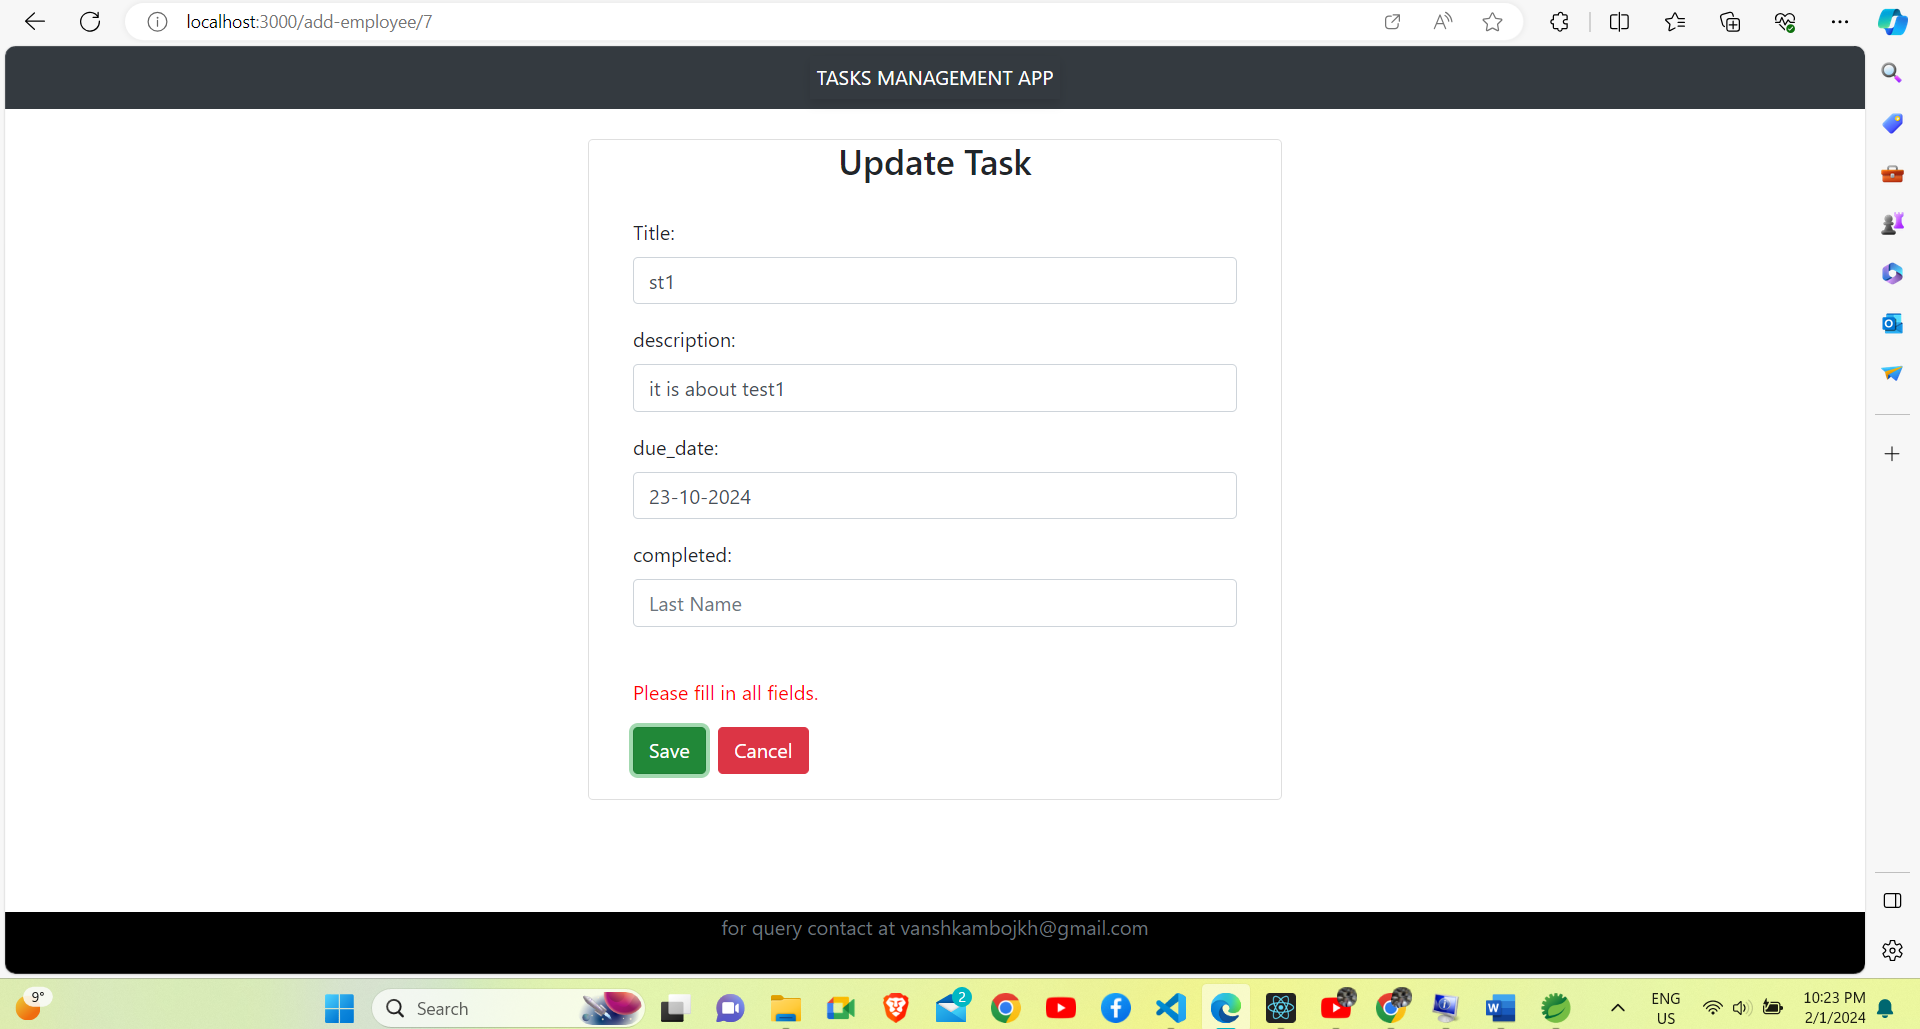 localhost:3000/add-employee/7
TASKS MANAGEMENT APP
Update Task
Title:
st1
description:
it is about test1
due_date:
23-10-2024
completed:
Last Name
Please fill in all fields.
Save Cancel
for query contact at vanshkambojkh@gmail.com
9°
Search
2
ENG
US
10:23 PM
2/1/2024